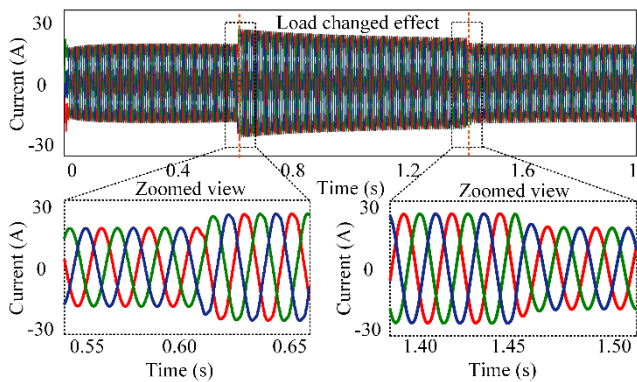 30
Load changed effect
0
-30
Current (A)
0 0.4 0.8 1.2 1.6 1
Time (s)
Zoomed view Zoomed view
30 30
0 0
-30 -30
Current (A) Current (A)
0.55 0.60 0.65 1.40 1.45 1.50
Time (s) Time (s)